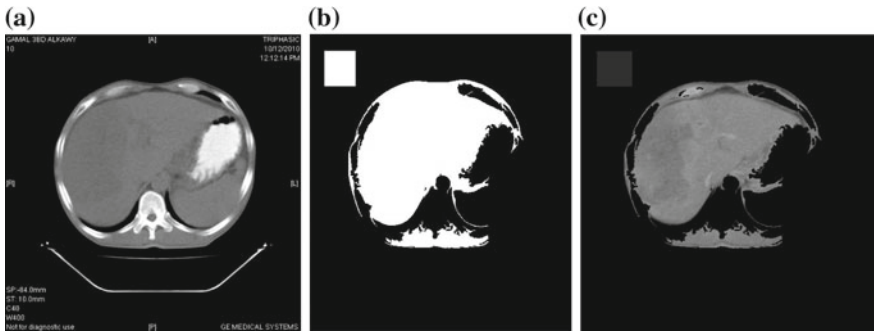 (a)
(b)
(c)
GAMAL 3BD ALKAWY
10
[A]
TRIPHASIC
10/12/2010
12:12:14 PM
[R]
[L]
SP:-64.0mm
ST: 10.0mm
C40
W400
Not for diagnostic use
[P]
GE MEDICAL SYSTEMS